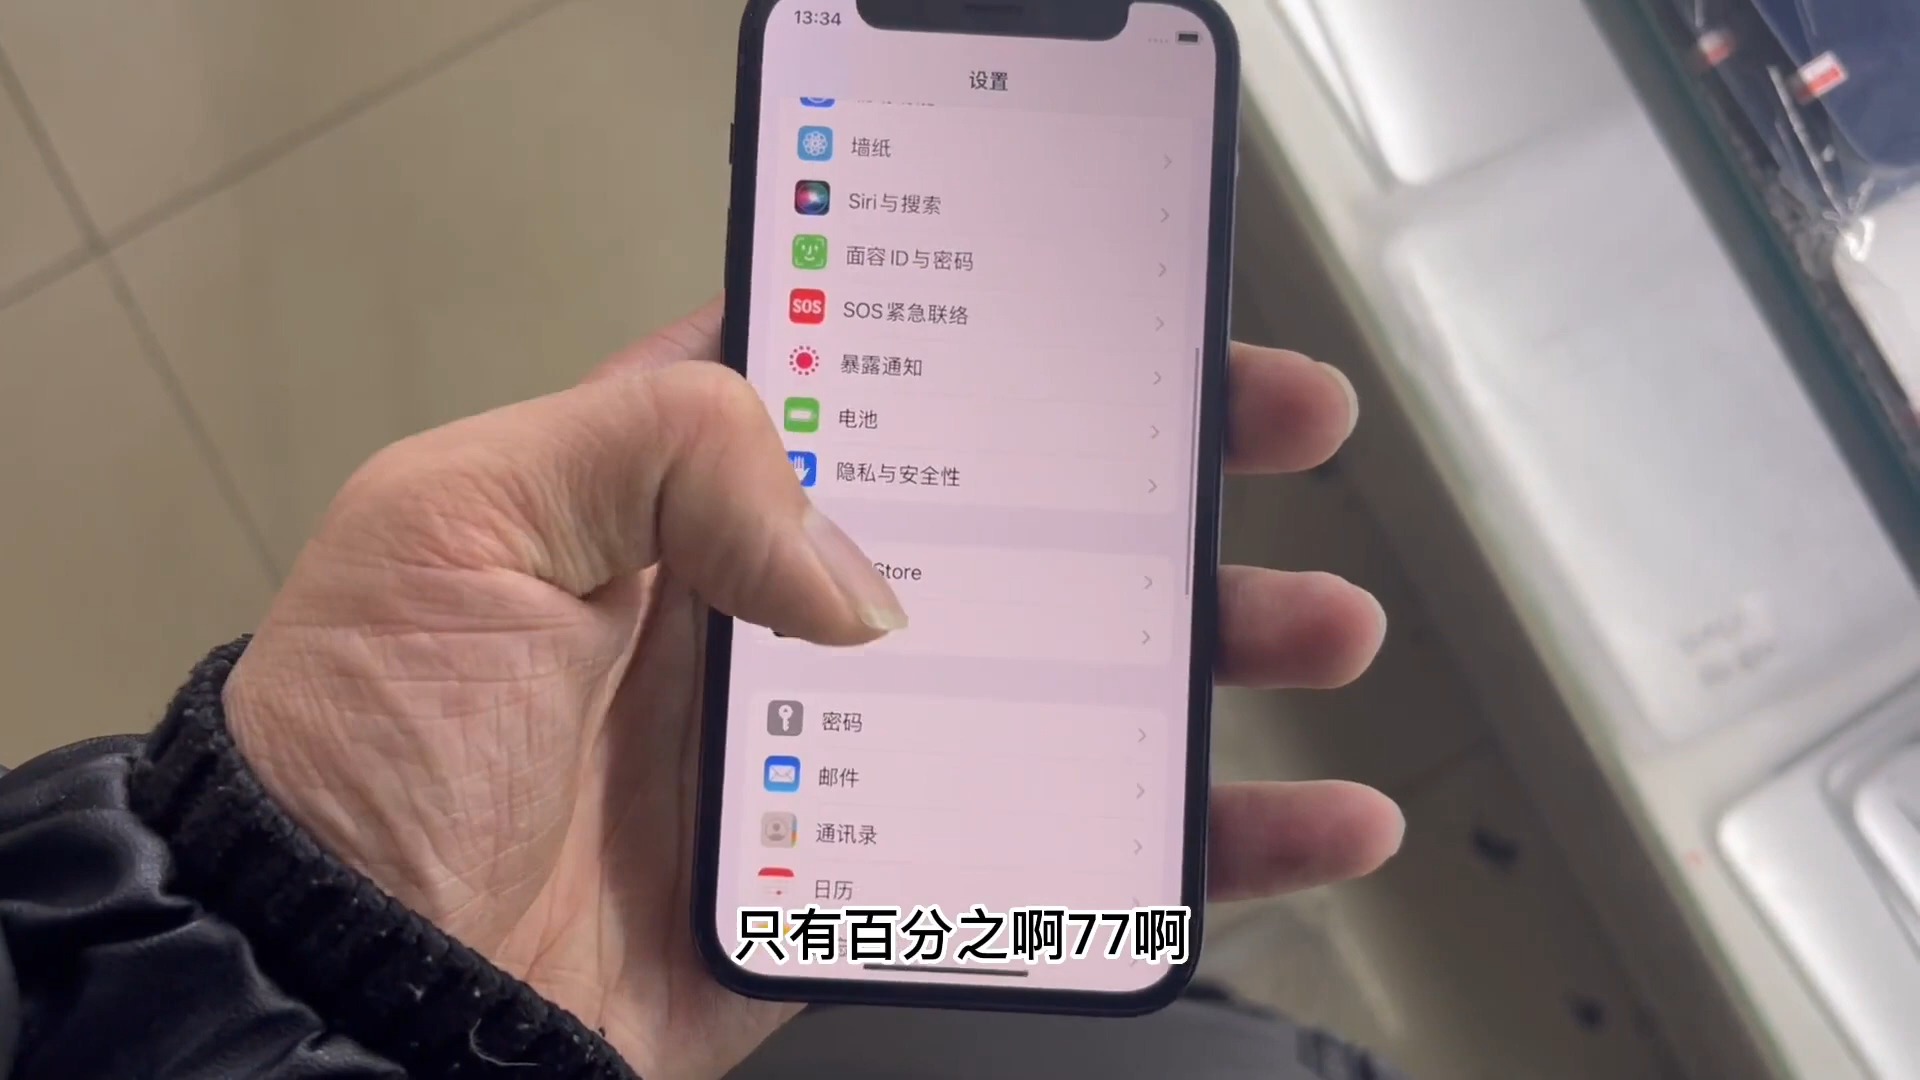 13:34
设置
墙纸
Siri与搜索
面容ID与密码
SOS
SOS紧急联络
暴露通知
电池
隐私与安全性
Store
密码
邮件
通讯录
日历
只有百分之啊77啊